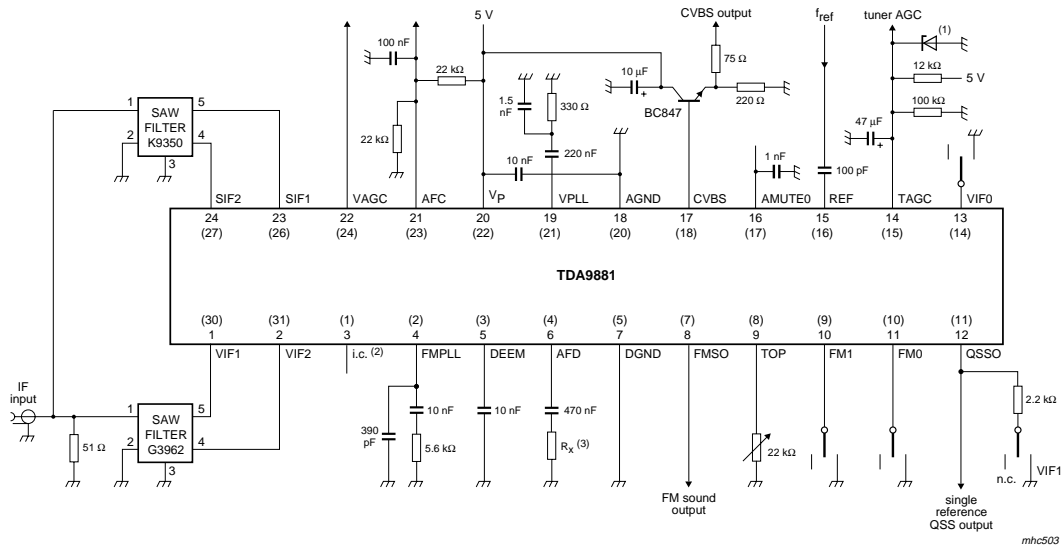 5 V
CVBS output
fref
tuner AGC
(1)
100 nF
22 kΩ
10 μF
+
75 Ω
12 kΩ
5 V
1.5 nF
330 Ω
BC847
220 Ω
100 kΩ
1
SAW FILTER K9350
5
2
4
3
22 kΩ
47 μF
+
10 nF
220 nF
1 nF
100 pF
SIF2
SIF1
VAGC
AFC
VP
VPLL
AGND
CVBS
AMUTE0
REF
TAGC
VIF0
24 23 22 21 20 19 18 17 16 15 14 13
(27) (26) (24) (23) (22) (21) (20) (18) (17) (16) (15) (14)
TDA9881
(30) (31) (1) (2) (3) (4) (5) (7) (8) (9) (10) (11)
1 2 3 4 5 6 7 8 9 10 11 12
VIF1
VIF2
i.c. (2)
FMPLL
DEEM
AFD
DGND
FMSO
TOP
FM1
FM0
QSSO
IF input
1
SAW FILTER G3962
5
2
4
3
51 Ω
390 pF
10 nF
10 nF
470 nF
5.6 kΩ
Rx (3)
22 kΩ
2.2 kΩ
n.c.
VIF1
FM sound output
single reference QSS output
mhc503